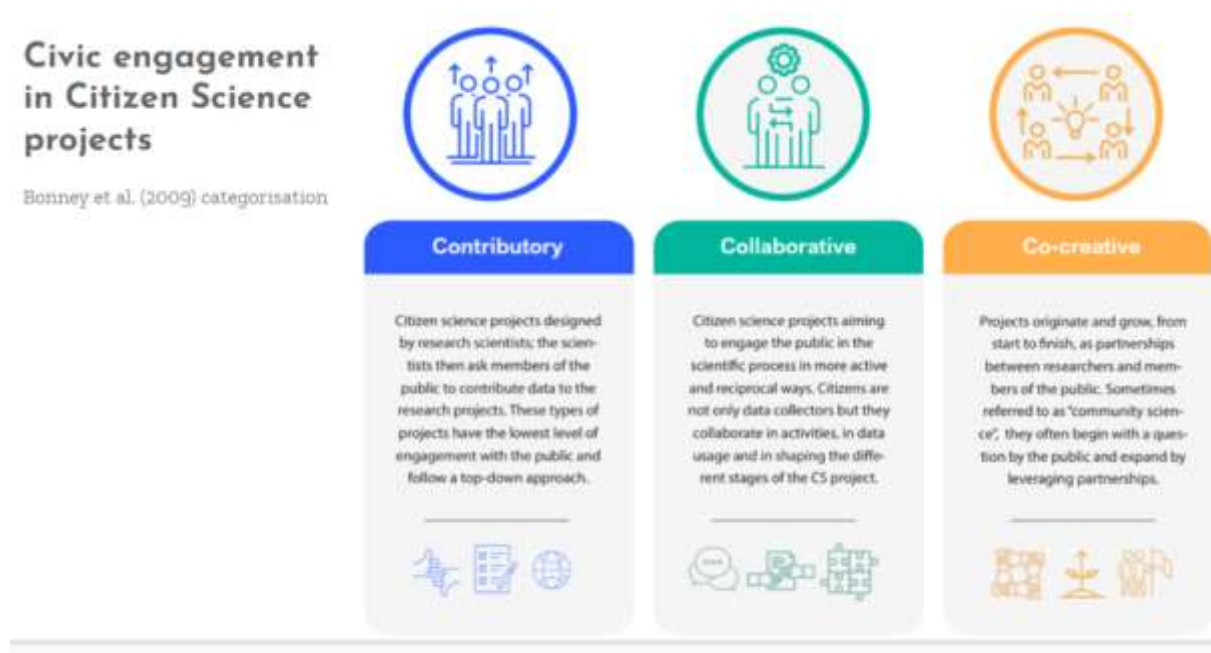 Civic engagement
in Citizen Science
projects
Bonney et al. (2009) categorisation
Contributory
Citizen science projects designed
by research scientists; the scien-
tists then ask members of the
public to contribute data to the
research projects. These types of
projects have the lowest level of
engagement with the public and
follow a top-down approach.
Collaborative
Citizen science projects aiming
to engage the public in the
scientific process in more active
and reciprocal ways. Citizens are
not only data collectors but they
collaborate in activities, in data
usage and in shaping the diffe-
rent stages of the CS project.
Co-creative
Projects originate and grow, from
start to finish, as partnerships
between researchers and mem-
bers of the public. Sometimes
referred to as "community scien-
ce", they often begin with a ques-
tion by the public and expand by
leveraging partnerships.